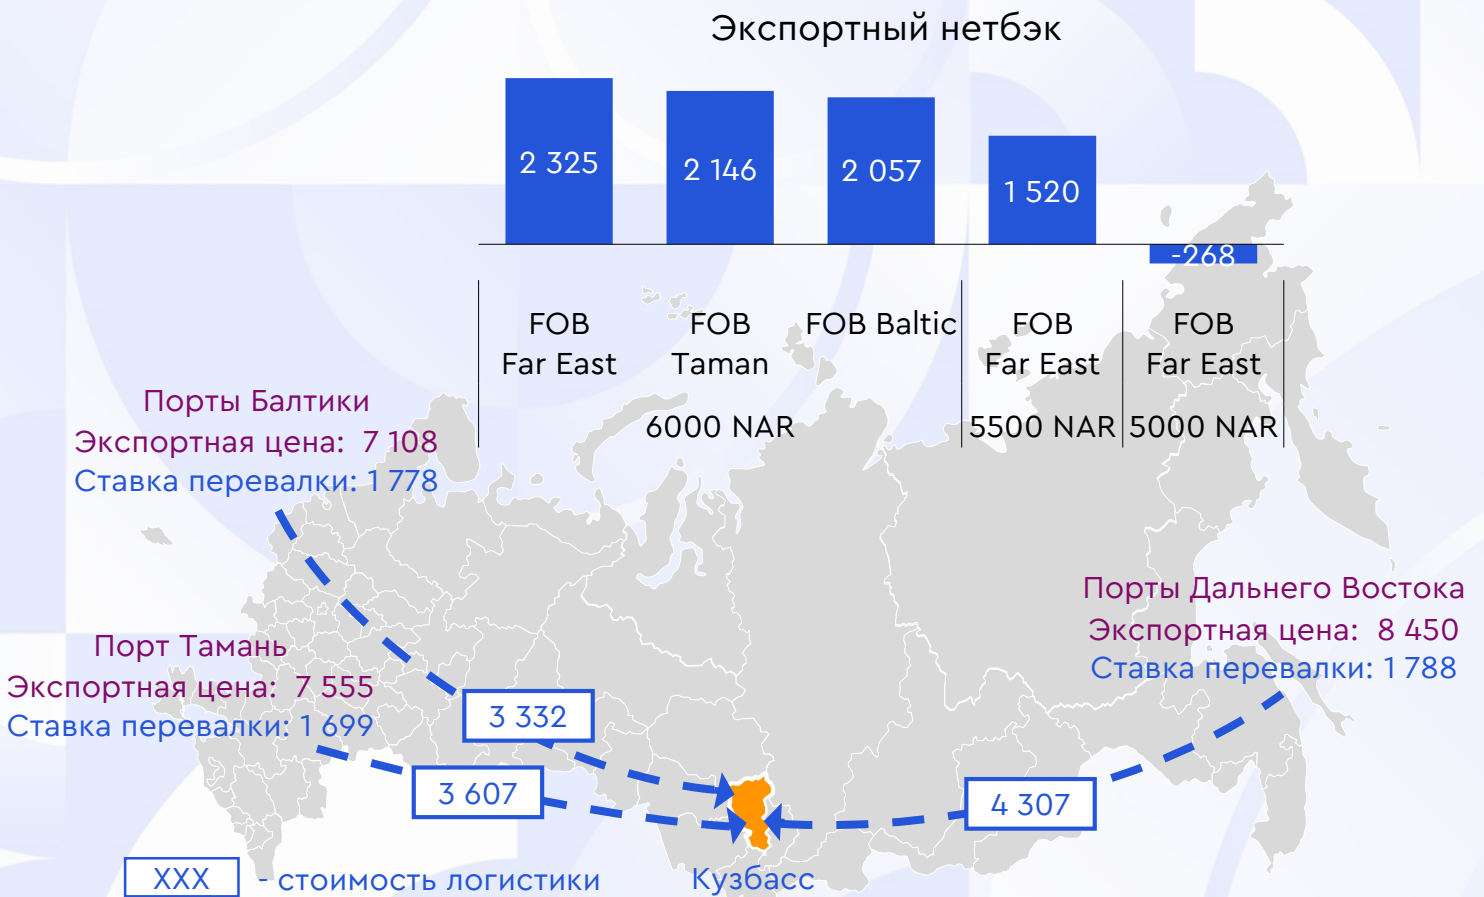 Экспортный нетбэк
2 325
2 146
2 057
1 520
-268
FOB
Far East
FOB
Taman
FOB Baltic
FOB
Far East
FOB
Far East
6000 NAR
5500 NAR
5000 NAR
Порты Балтики
Экспортная цена: 7 108
Ставка перевалки: 1 778
Порты Дальнего Востока
Экспортная цена: 8 450
Ставка перевалки: 1 788
Порт Тамань
Экспортная цена: 7 555
Ставка перевалки: 1 699
3 332
3 607
4 307
XXX - стоимость логистики
Кузбасс